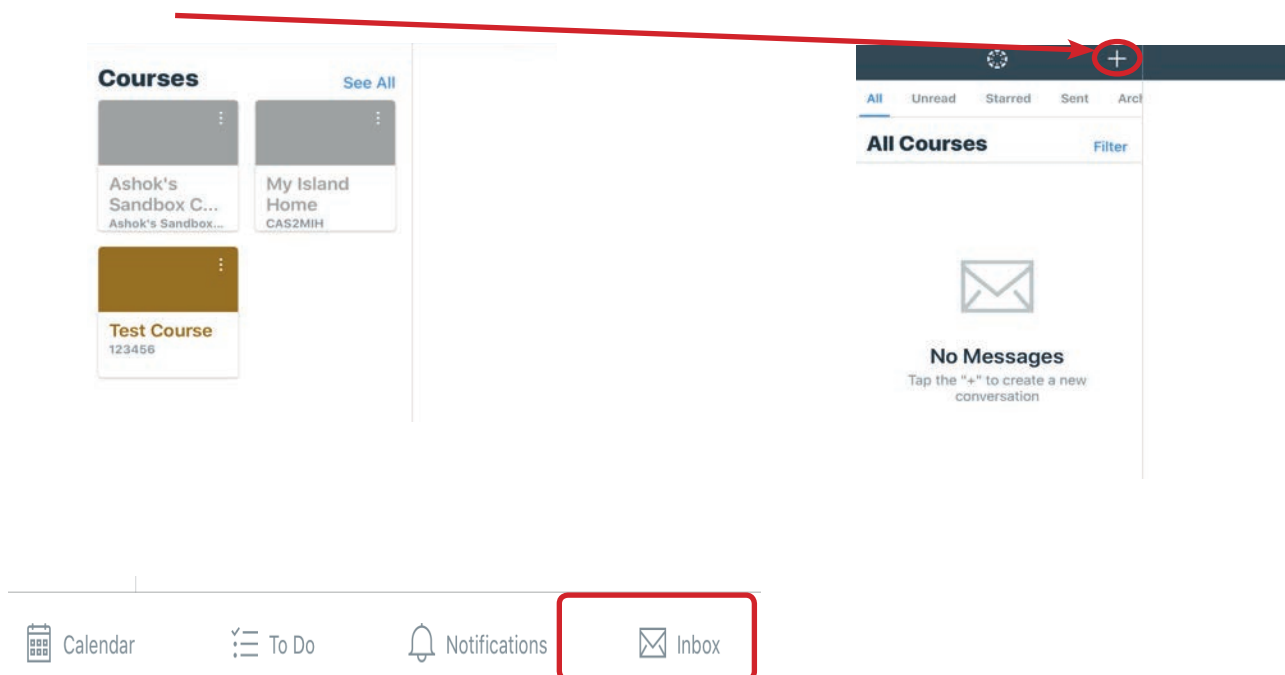 Courses
See All
Ashok's
Sandbox C...
Ashok's Sandbox...
My Island
Home
CAS2MIH
Test Course
123456
+
All Unread Starred Sent Arch
All Courses
Filter
No Messages
Tap the "+" to create a new
conversation
Calendar To Do Notifications Inbox